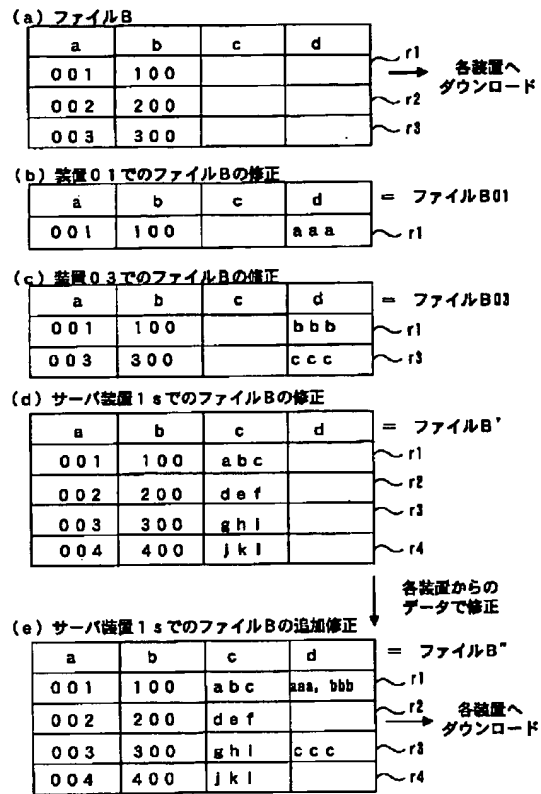 (a) ファイルB
a b c d
001 100 r1
各装置へ
ダウンロード
002 200 r2
003 300 r3
(b) 装置01でのファイルBの修正
a b c d = ファイルB01
001 100 aaa r1
(c) 装置03でのファイルBの修正
a b c d = ファイルB03
001 100 bbb r1
003 300 ccc r3
(d) サーバ装置1sでのファイルBの修正
a b c d = ファイルB'
001 100 abc r1
002 200 def r2
003 300 ghi r3
004 400 jkl r4
各装置からの
データで修正
(e) サーバ装置1sでのファイルBの追加修正
a b c d = ファイルB"
001 100 abc aaa, bbb r1
002 200 def r2
各装置へ
ダウンロード
003 300 ghi ccc r3
004 400 jkl r4